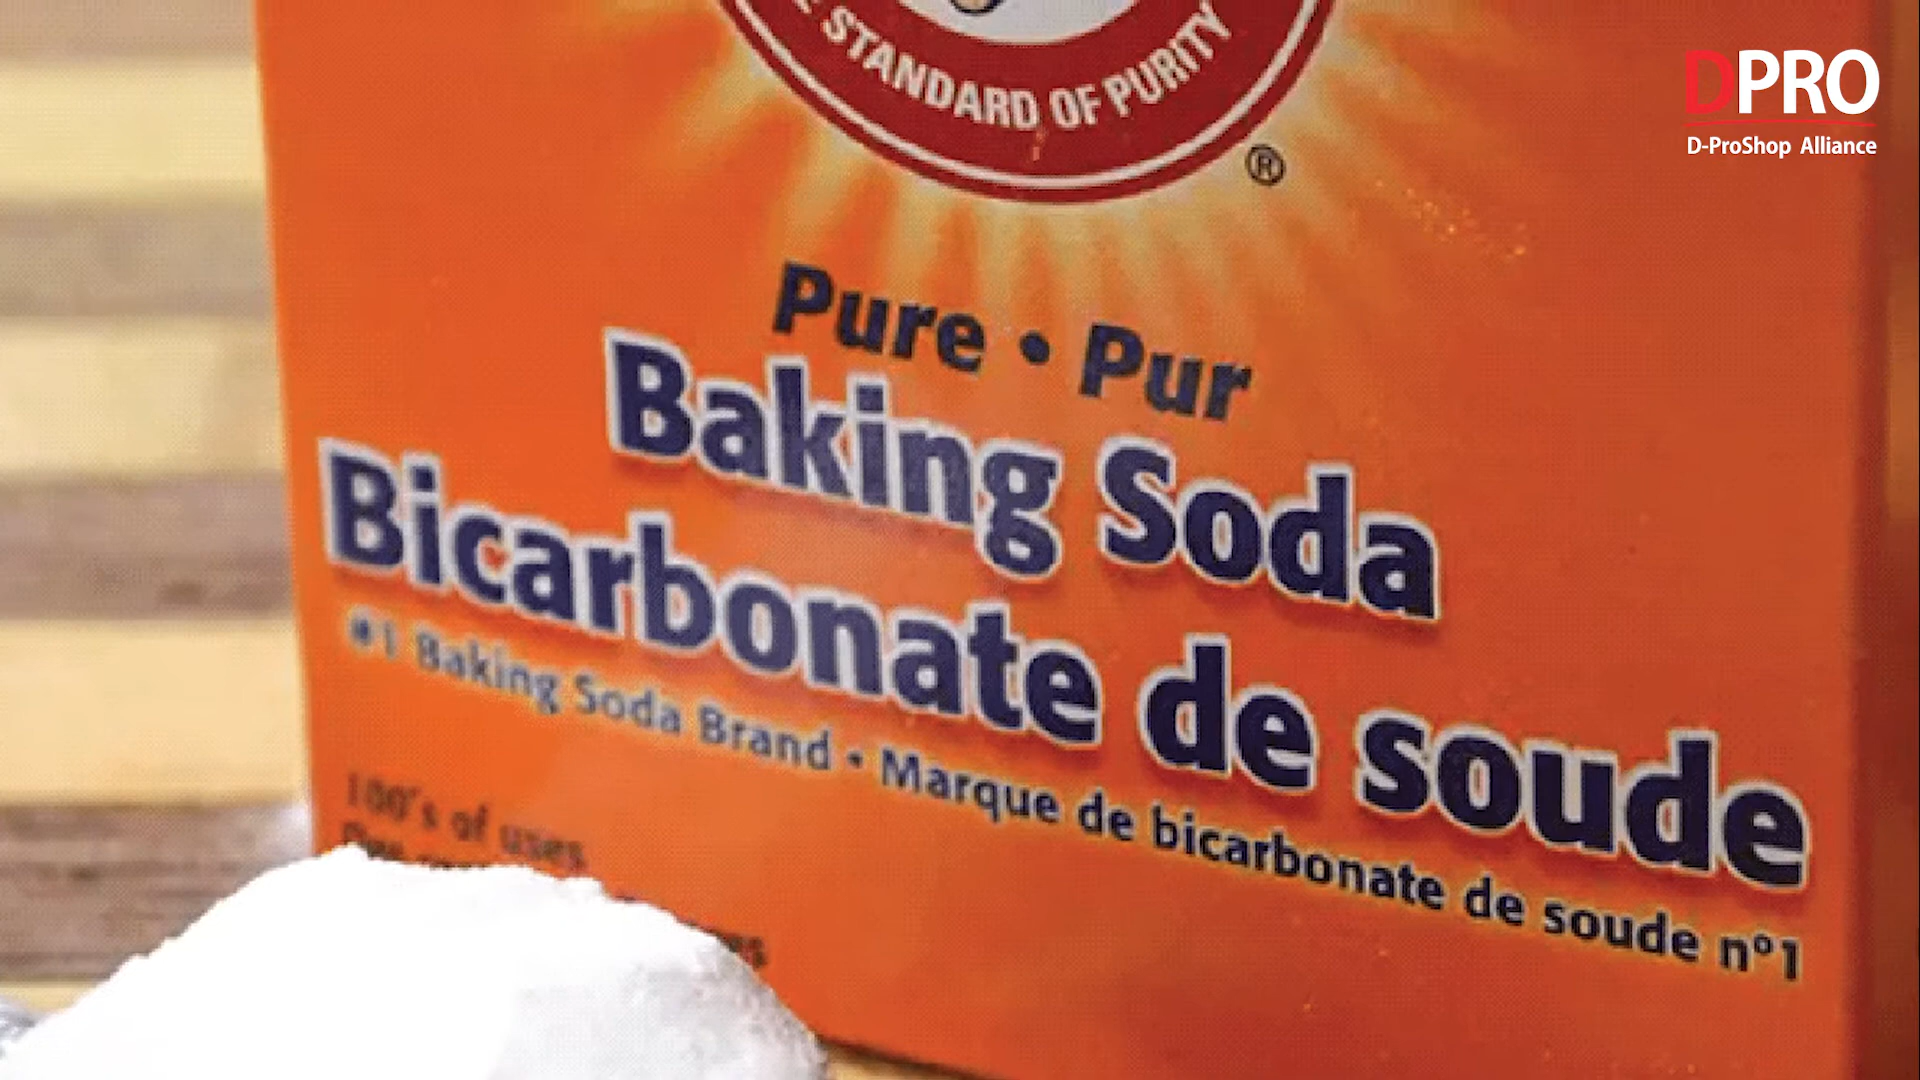 STANDARD OF PURITY
®
DPRO
D-ProShop Alliance
Pure • Pur
Baking Soda
Bicarbonate de soude
#1 Baking Soda Brand • Marque de bicarbonate de soude n°1
100's of uses